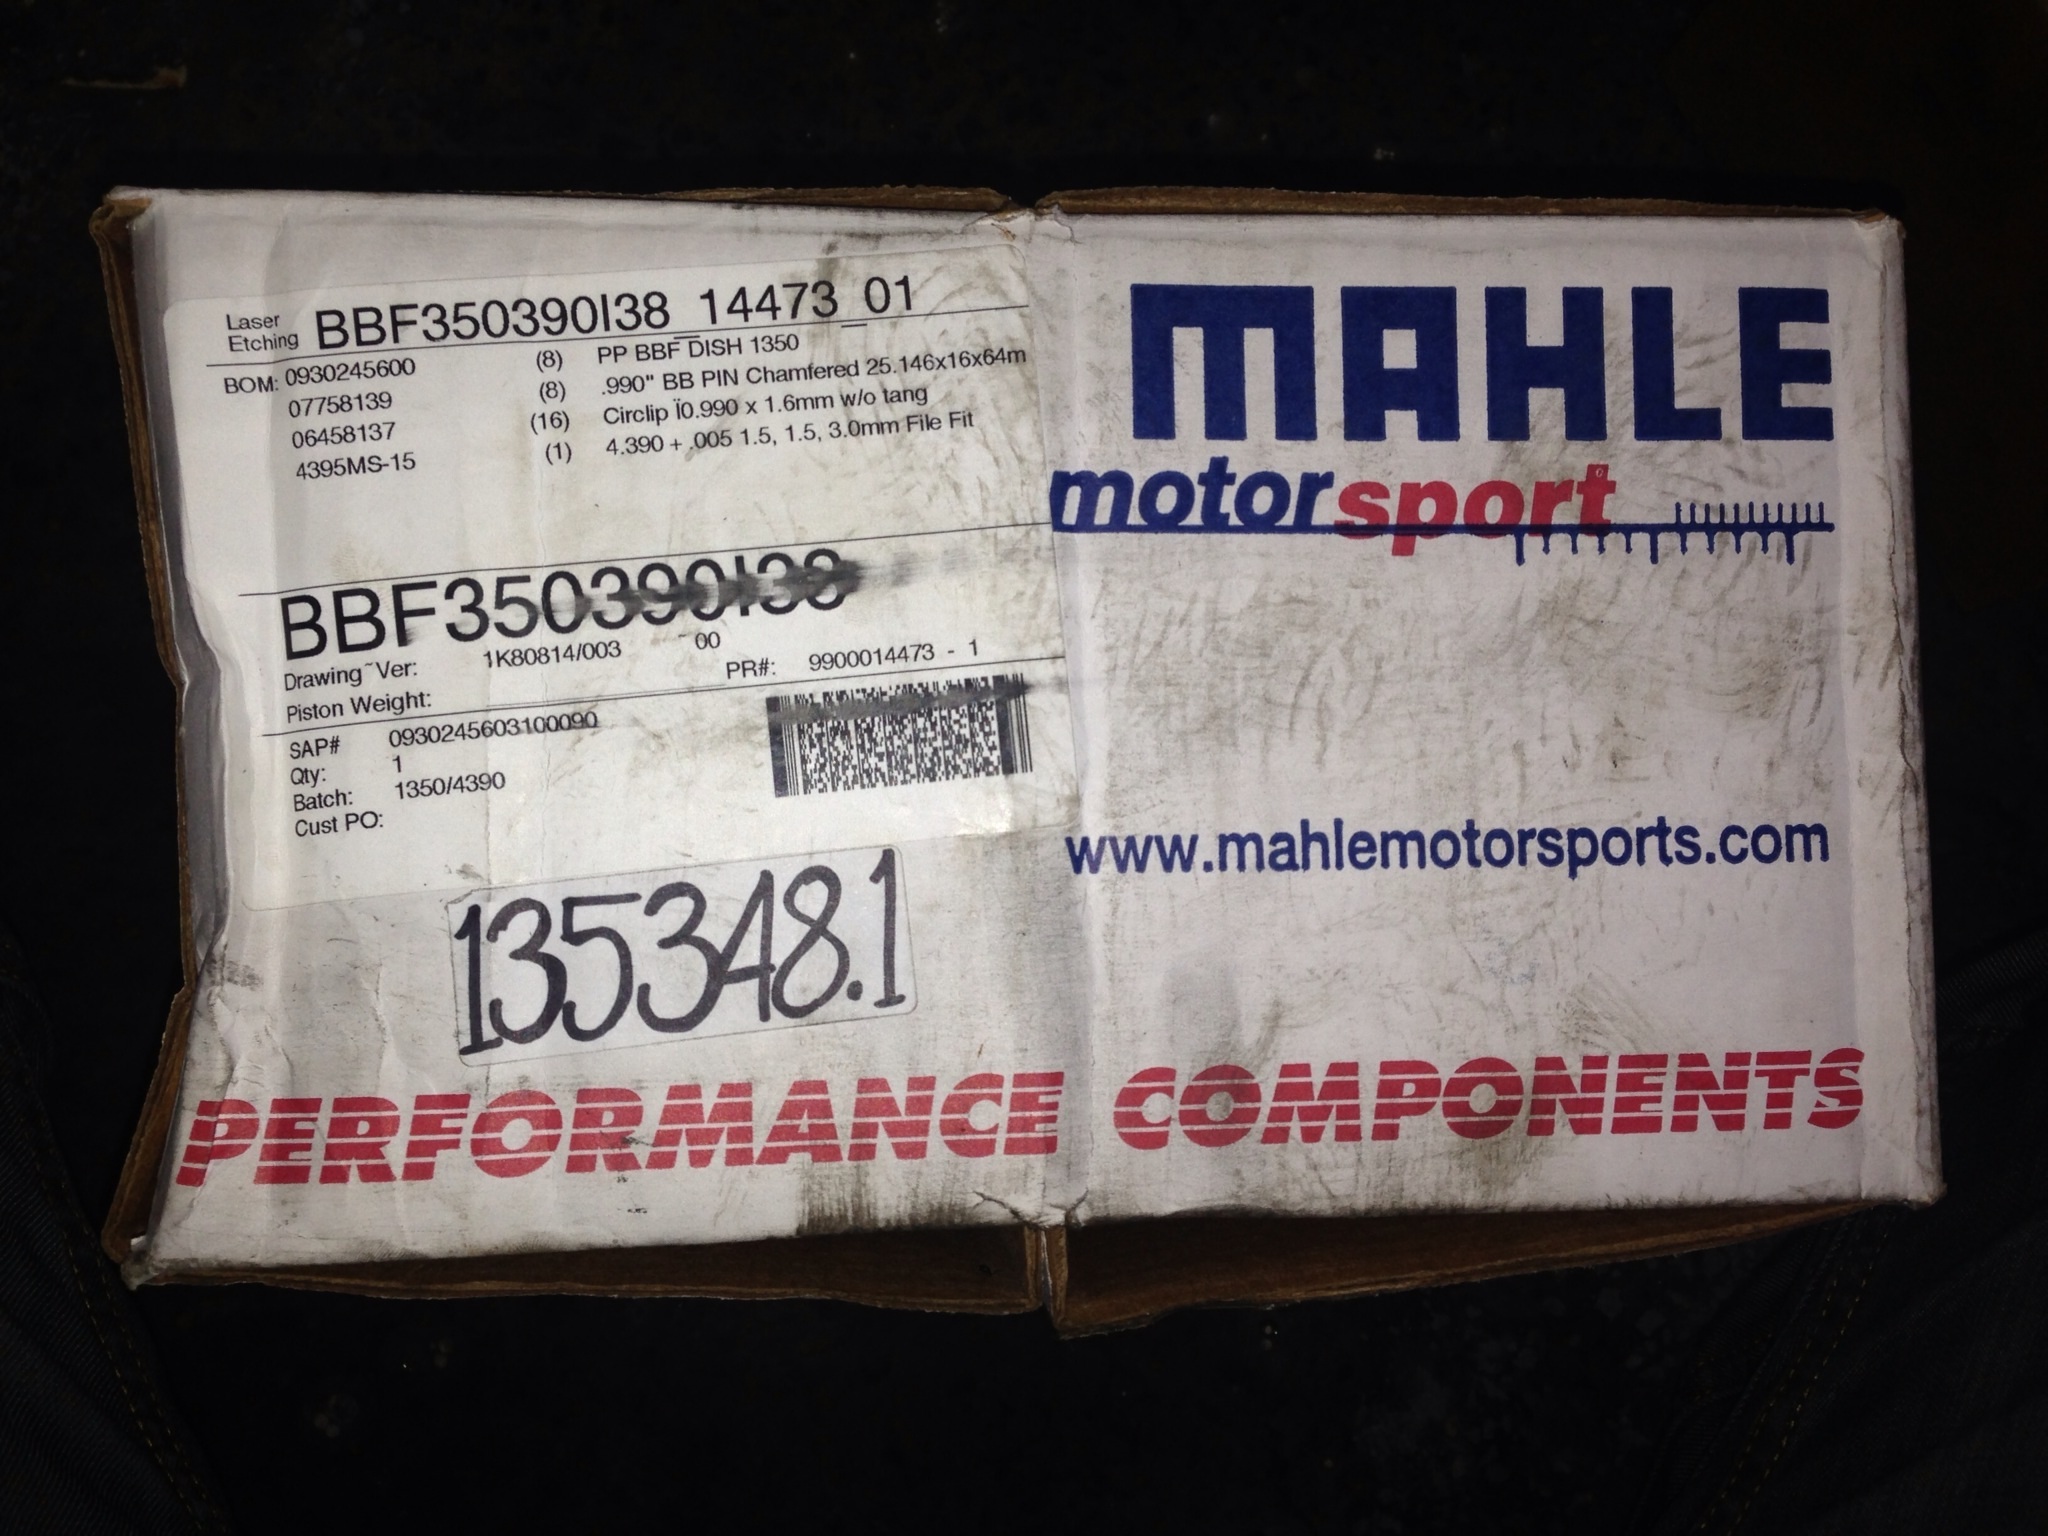 Laser Etching BBF350390I38_14473_01
BOM: 0930245600 (8) PP BBF DISH 1350
07758139 (8) .990" BB PIN Chamfered 25.146x16x64m
06458137 (16) Circlip Ï0.990 x 1.6mm w/o tang
4395MS-15 (1) 4.390 + .005 1.5, 1.5, 3.0mm File Fit
BBF350390I38
Drawing~Ver: 1K80814/003 ~00
PR#: 9900014473 - 1
Piston Weight:
SAP# 0930245603100090
Qty: 1
Batch: 1350/4390
Cust PO:
135348.1
MAHLE
motorsport
www.mahlemotorsports.com
PERFORMANCE COMPONENTS